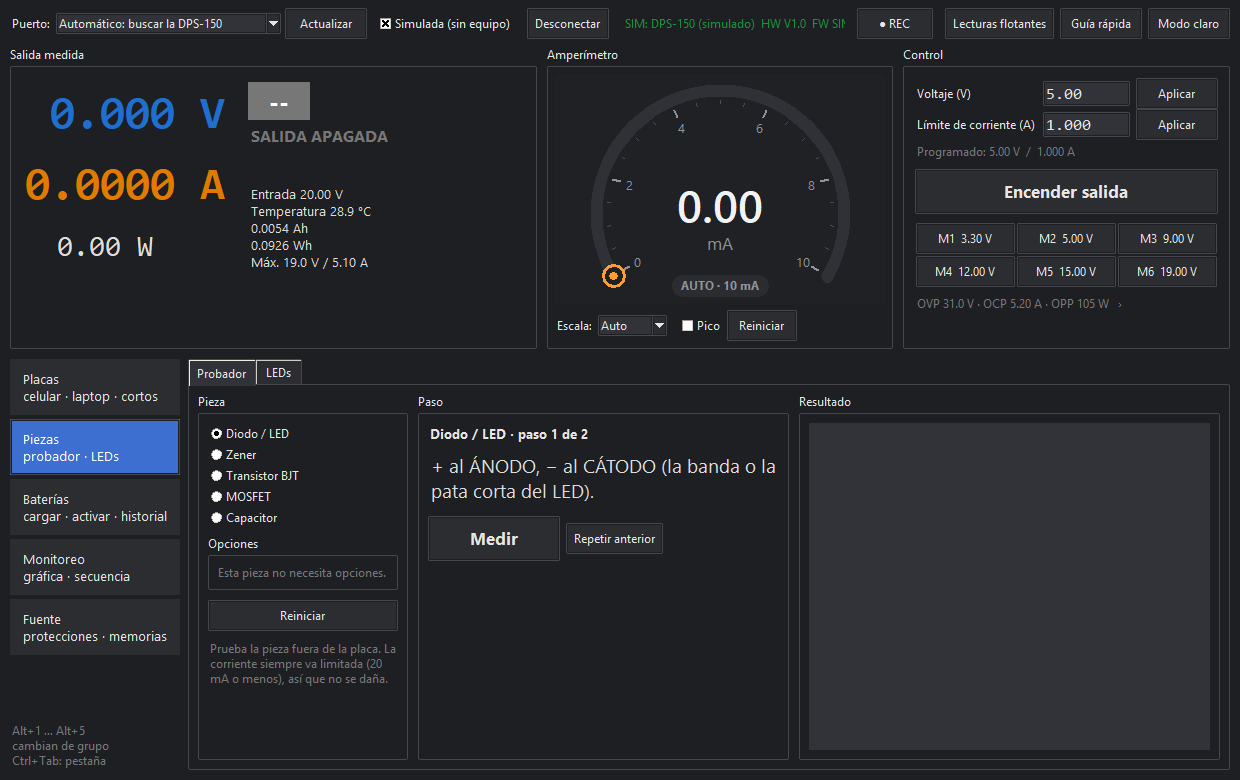 Puerto: Automático: buscar la DPS-150 Actualizar Simulada (sin equipo) Desconectar SIM: DPS-150 (simulado) HW V1.0 FW SIM ● REC Lecturas flotantes Guía rápida Modo claro
Salida medida
0.000 V
--
SALIDA APAGADA
0.0000 A
0.00 W
Entrada 20.00 V
Temperatura 28.9 °C
0.0054 Ah
0.0926 Wh
Máx. 19.0 V / 5.10 A
Amperímetro
0
2
4
6
8
10
0.00
mA
AUTO · 10 mA
Escala: Auto Pico Reiniciar
Control
Voltaje (V) 5.00 Aplicar
Límite de corriente (A) 1.000 Aplicar
Programado: 5.00 V / 1.000 A
Encender salida
M1 3.30 V M2 5.00 V M3 9.00 V
M4 12.00 V M5 15.00 V M6 19.00 V
OVP 31.0 V · OCP 5.20 A · OPP 105 W ›
Placas
celular · laptop · cortos
Piezas
probador · LEDs
Baterías
cargar · activar · historial
Monitoreo
gráfica · secuencia
Fuente
protecciones · memorias
Alt+1 ... Alt+5
cambian de grupo
Ctrl+Tab: pestaña
Probador LEDs
Pieza
Diodo / LED
Zener
Transistor BJT
MOSFET
Capacitor
Opciones
Esta pieza no necesita opciones.
Reiniciar
Prueba la pieza fuera de la placa. La
corriente siempre va limitada (20
mA o menos), así que no se daña.
Paso
Diodo / LED · paso 1 de 2
+ al ÁNODO, − al CÁTODO (la banda o la
pata corta del LED).
Medir Repetir anterior
Resultado